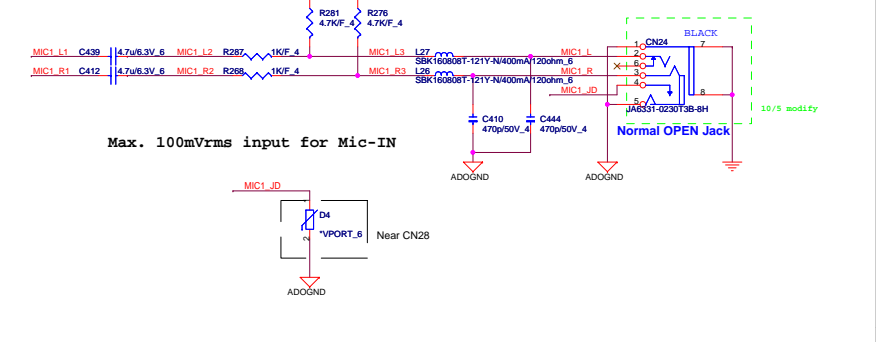 R281
4.7K/F_4
R276
4.7K/F_4
BLACK
MIC1_L1
C439
4.7u/6.3V_6
MIC1_L2
R287
1K/F_4
MIC1_L3
L27
SBK160808T-121Y-N/400mA/120ohm_6
MIC1_L
1
CN24
7
2
6
MIC1_R1
C412
4.7u/6.3V_6
MIC1_R2
R268
1K/F_4
MIC1_R3
L26
SBK160808T-121Y-N/400mA/120ohm_6
MIC1_R
3
4
MIC1_JD
8
5
JA6331-0230T3B-8H
10/5 modify
Normal OPEN Jack
C410
470p/50V_4
C444
470p/50V_4
Max. 100mVrms input for Mic-IN
ADOGND
ADOGND
MIC1_JD
1
D4
*VPORT_6
2
Near CN28
ADOGND